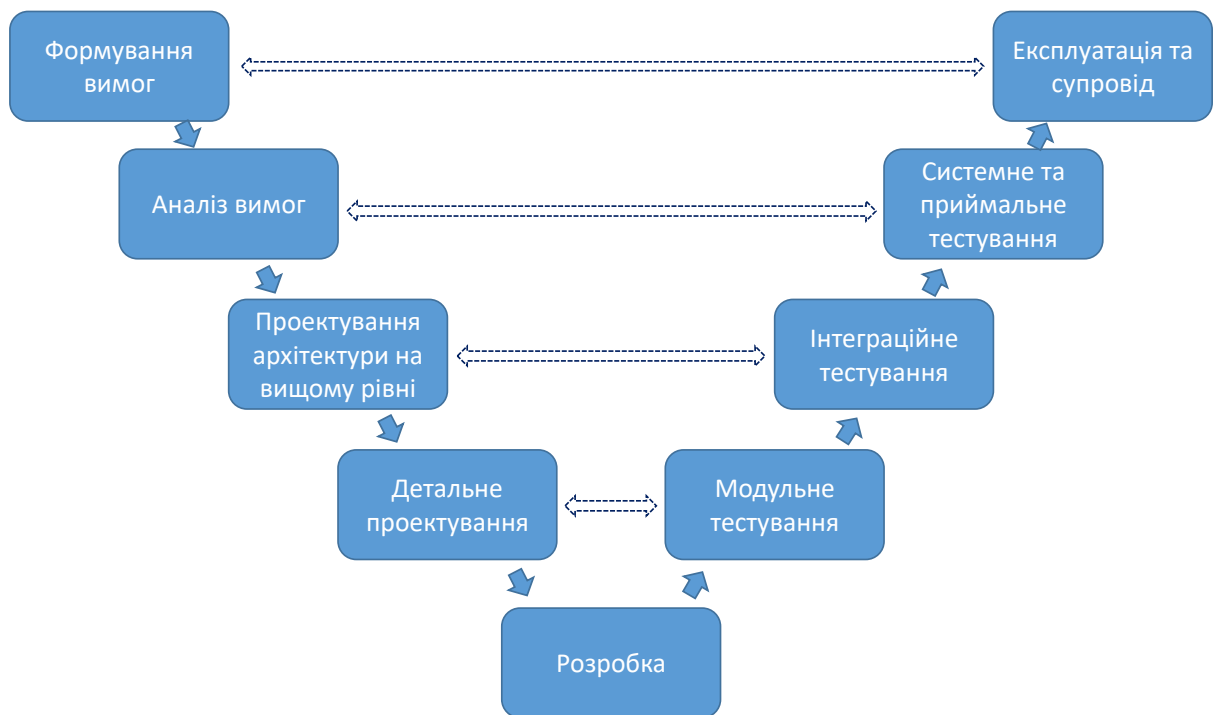 Формування
вимог
Експлуатація та
супровід
Аналіз вимог
Системне та
приймальне
тестування
Проектування
архітектури на
вищому рівні
Інтеграційне
тестування
Детальне
проектування
Модульне
тестування
Розробка